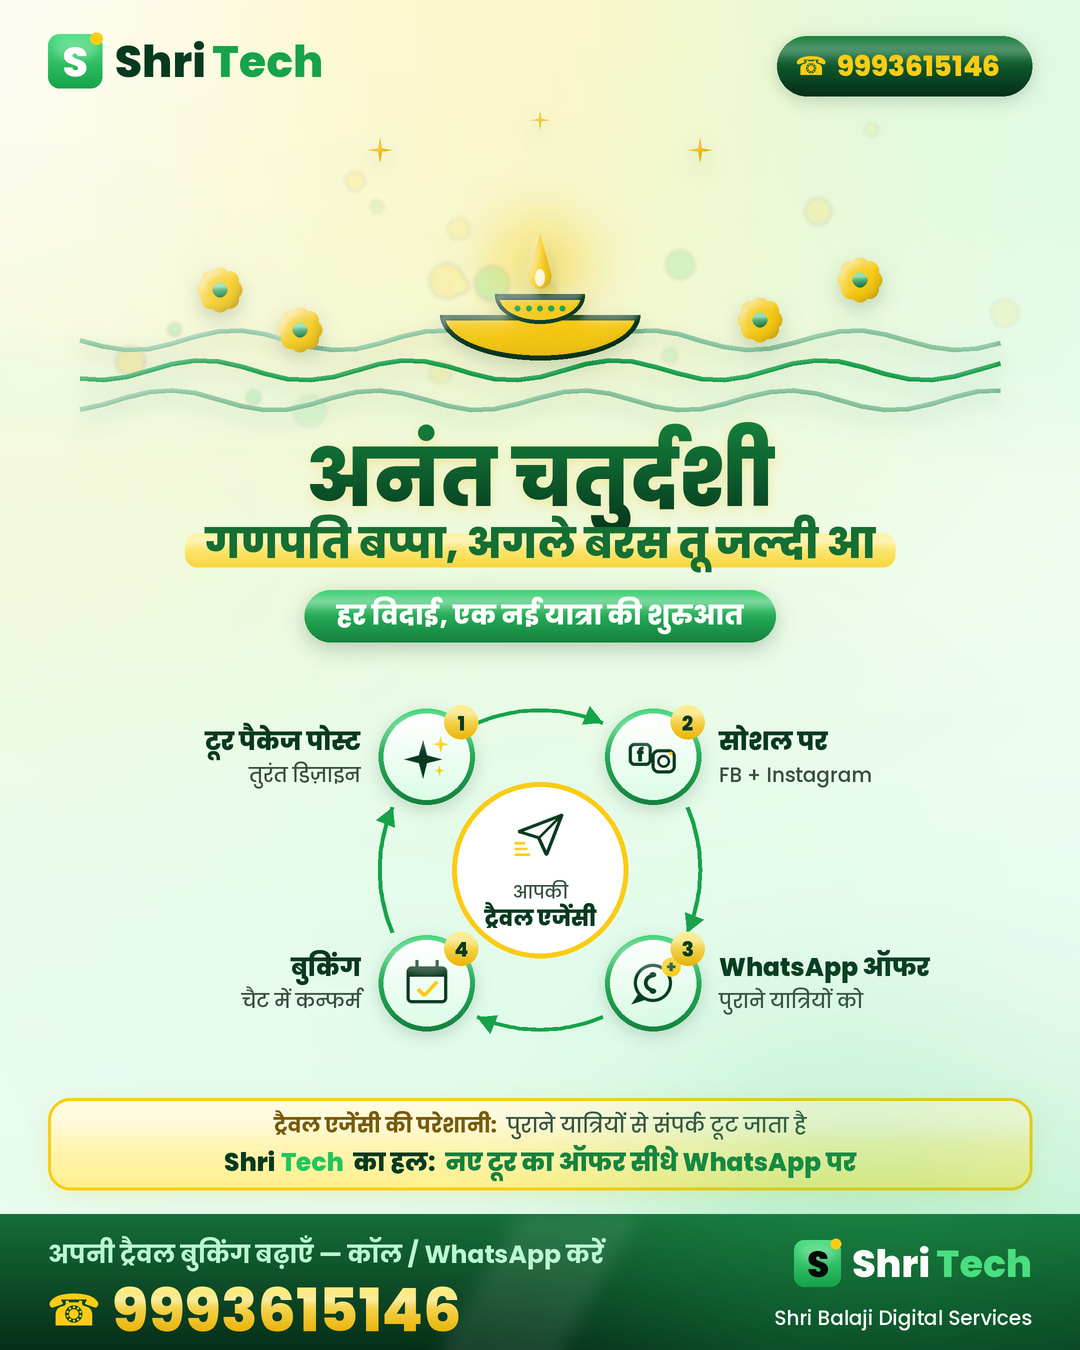 S Shri Tech
☎ 9993615146
अनंत चतुर्दशी
गणपति बप्पा, अगले बरस तू जल्दी आ
हर विदाई, एक नई यात्रा की शुरुआत
1
टूर पैकेज पोस्ट
तुरंत डिज़ाइन
2
सोशल पर
FB + Instagram
आपकी
ट्रैवल एजेंसी
3
WhatsApp ऑफर
पुराने यात्रियों को
4
बुकिंग
चैट में कन्फर्म
ट्रैवल एजेंसी की परेशानी: पुराने यात्रियों से संपर्क टूट जाता है
Shri Tech का हल: नए टूर का ऑफर सीधे WhatsApp पर
अपनी ट्रैवल बुकिंग बढ़ाएँ — कॉल / WhatsApp करें
☎ 9993615146
S Shri Tech
Shri Balaji Digital Services